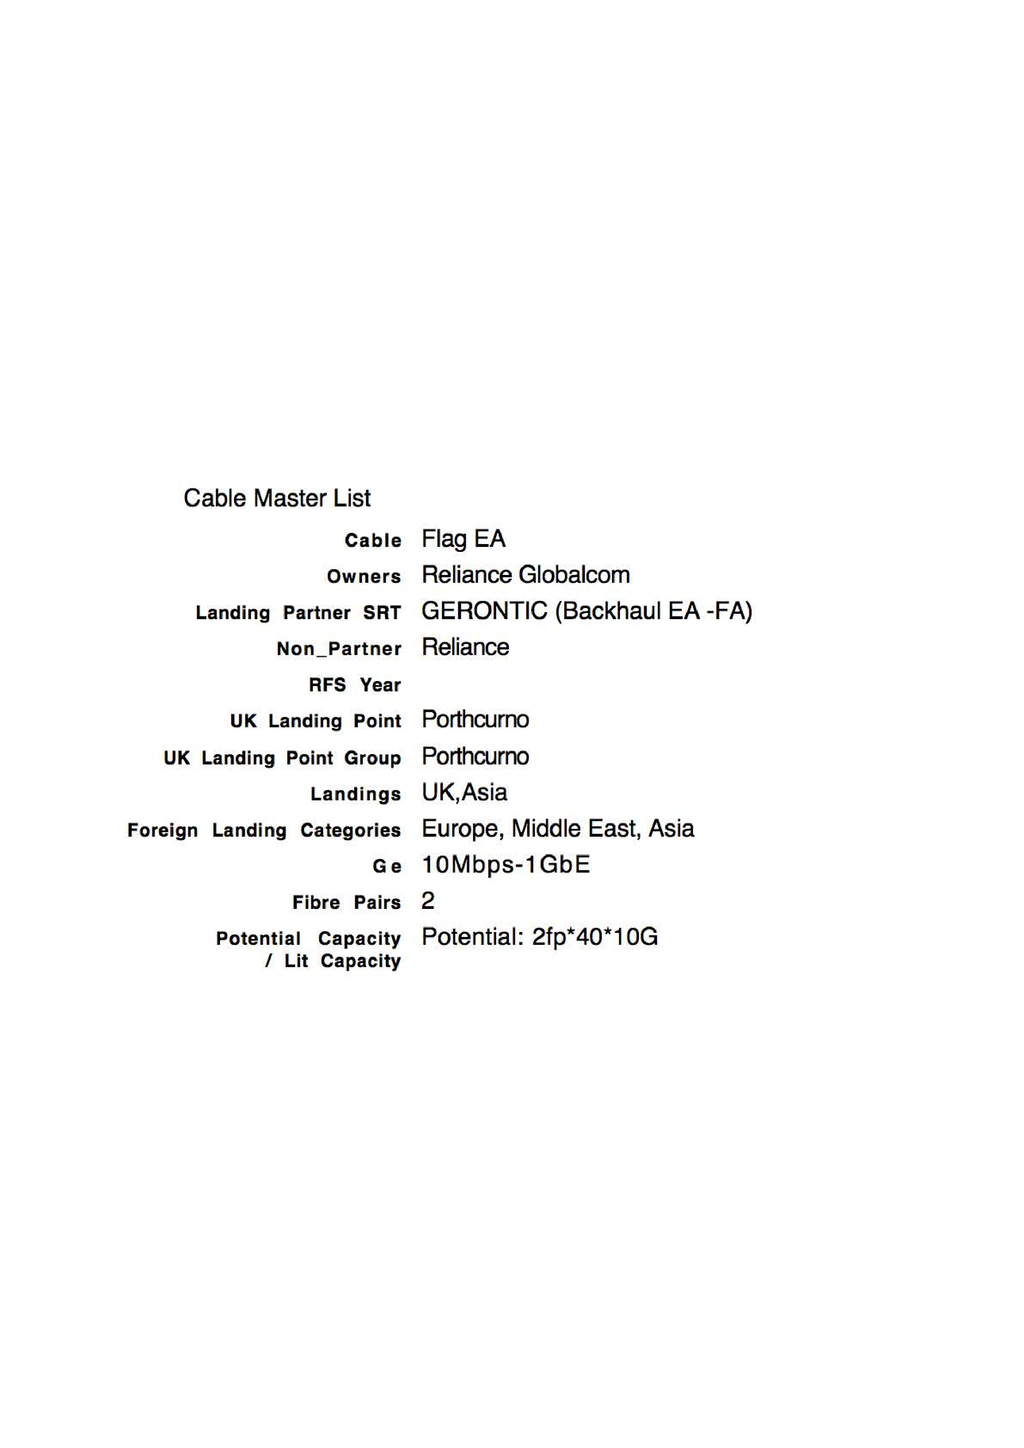 Cable Master List
Cable Flag EA
Owners Reliance Globalcom
Landing Partner SRT GERONTIC (Backhaul EA -FA)
Non_Partner Reliance
RFS Year
UK Landing Point Porthcurno
UK Landing Point Group Porthcurno
Landings UK,Asia
Foreign Landing Categories Europe, Middle East, Asia
Ge 10Mbps-1GbE
Fibre Pairs 2
Potential Capacity Potential: 2fp*40*10G
/ Lit Capacity